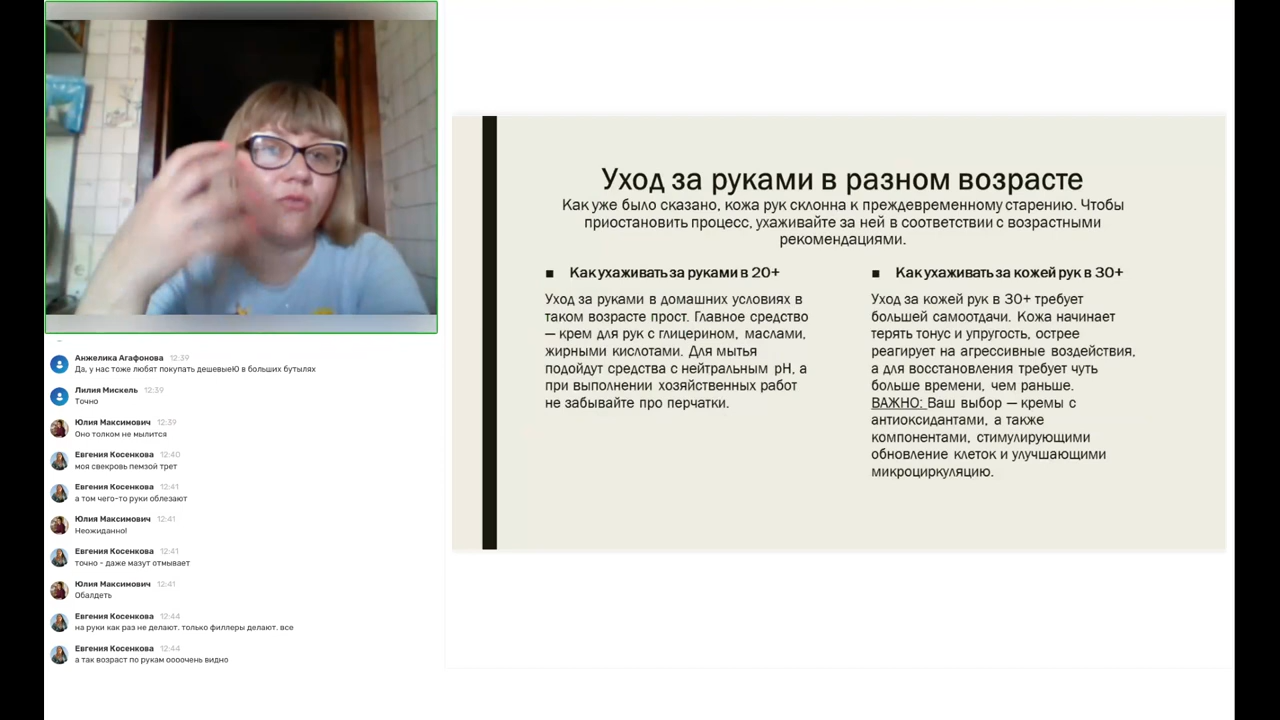 Анжелика Агафонова 12:39
Да, у нас тоже любят покупать дешевыеЮ в больших бутылях
Лилия Мискель 12:39
Точно
Юлия Максимович 12:39
Оно толком не мылится
Евгения Косенкова 12:40
моя свекровь пемзой трет
Евгения Косенкова 12:41
а том чего-то руки облезают
Юлия Максимович 12:41
Неожиданно!
Евгения Косенкова 12:41
точно - даже мазут отмывает
Юлия Максимович 12:41
Обалдеть
Евгения Косенкова 12:44
на руки как раз не делают. только филлеры делают. все
Евгения Косенкова 12:44
а так возраст по рукам оооочень видно
Уход за руками в разном возрасте
Как уже было сказано, кожа рук склонна к преждевременному старению. Чтобы
приостановить процесс, ухаживайте за ней в соответствии с возрастными
рекомендациями.
■ Как ухаживать за руками в 20+
Уход за руками в домашних условиях в
таком возрасте прост. Главное средство
— крем для рук с глицерином, маслами,
жирными кислотами. Для мытья
подойдут средства с нейтральным pH, а
при выполнении хозяйственных работ
не забывайте про перчатки.
■ Как ухаживать за кожей рук в 30+
Уход за кожей рук в 30+ требует
большей самоотдачи. Кожа начинает
терять тонус и упругость, острее
реагирует на агрессивные воздействия,
а для восстановления требует чуть
больше времени, чем раньше.
ВАЖНО: Ваш выбор — кремы с
антиоксидантами, а также
компонентами, стимулирующими
обновление клеток и улучшающими
микроциркуляцию.